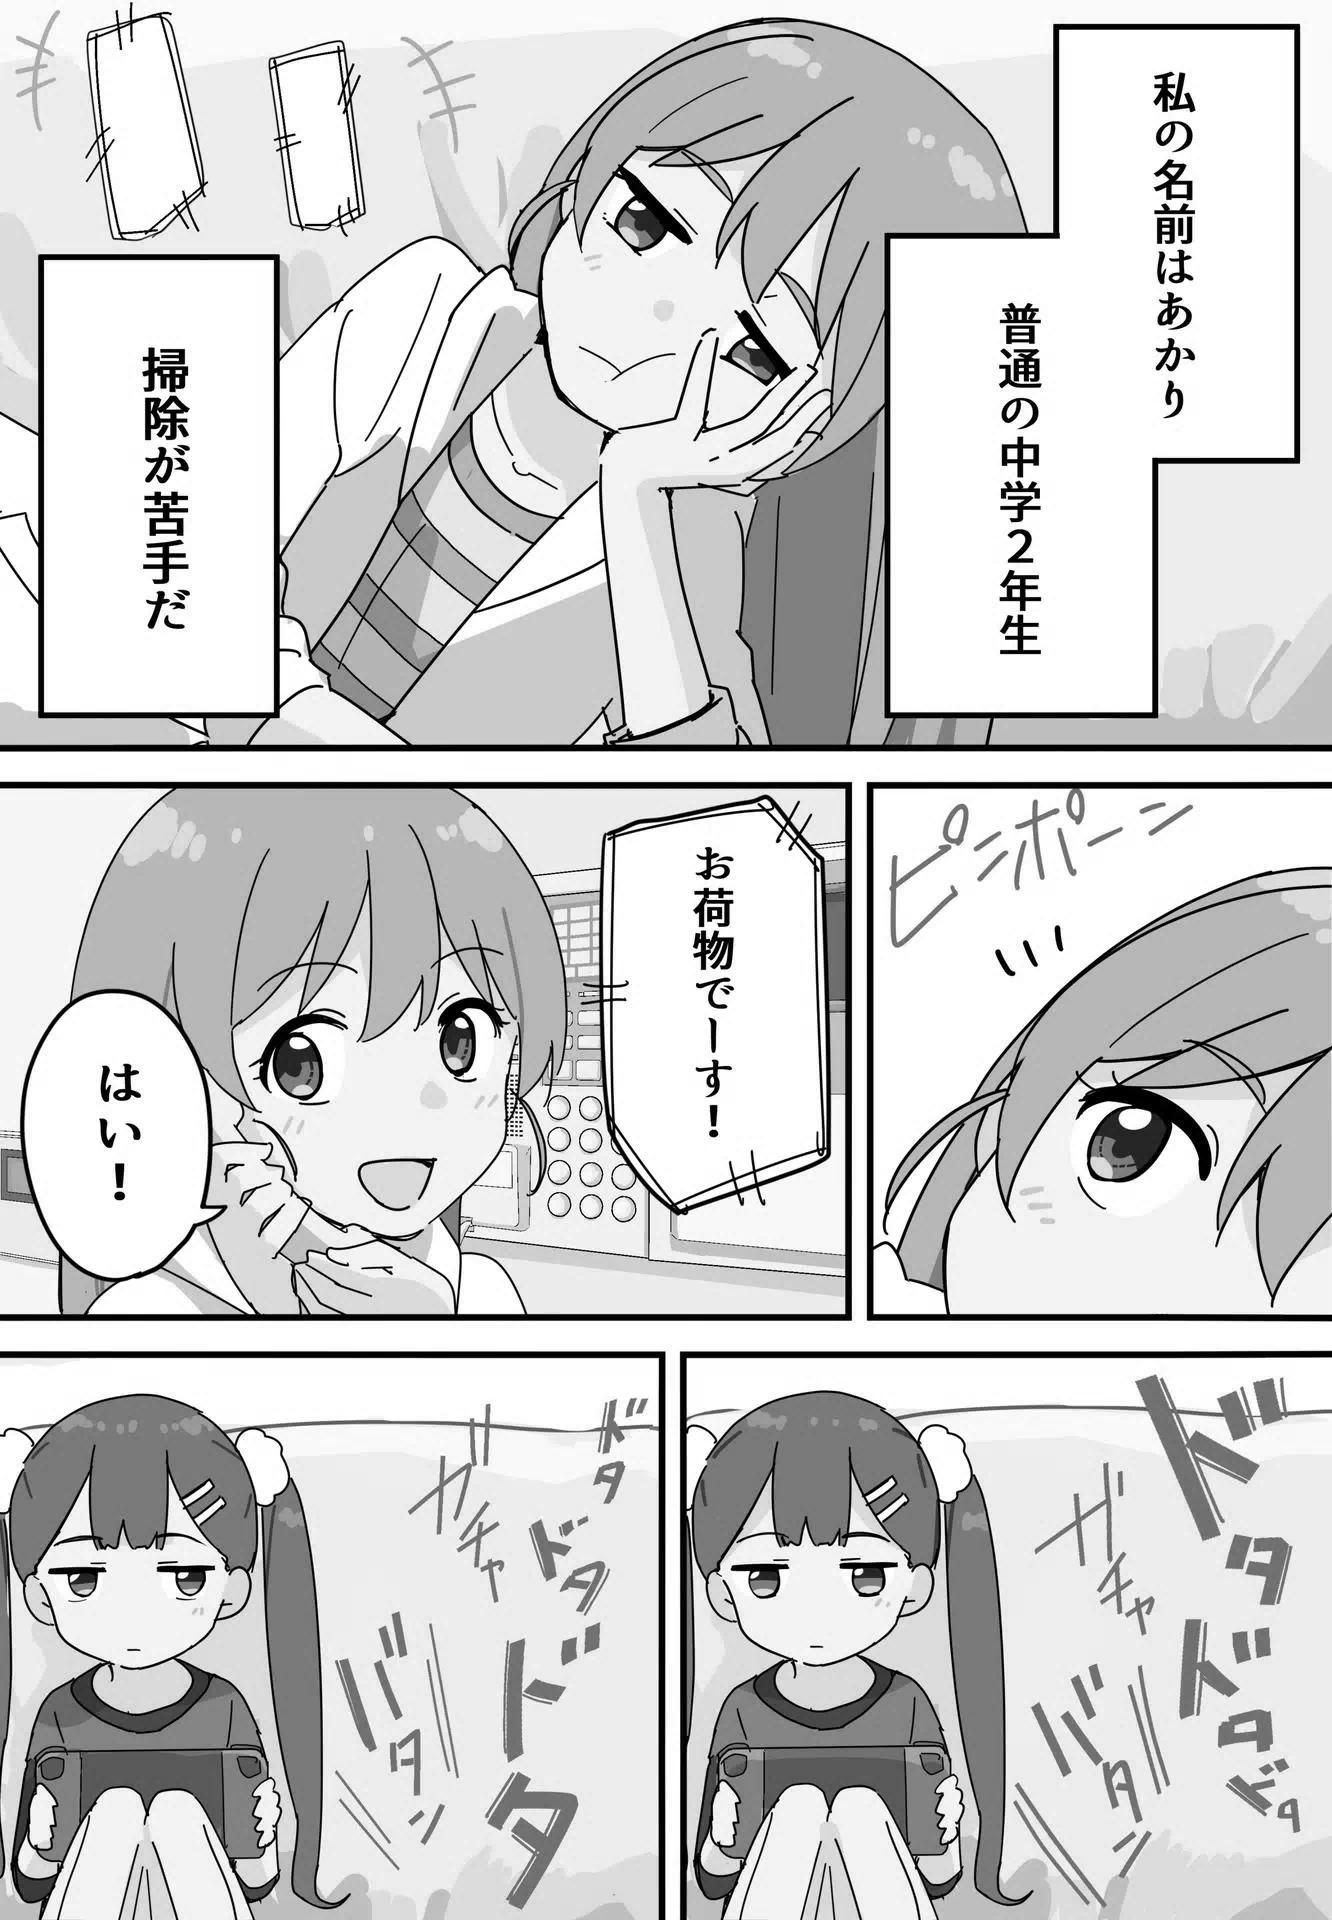 私の名前はあかり
普通の中学2年生
掃除が苦手だ
ピンポーン
お荷物でーす！
はい！
ドタ
ドタ
ドタ
ガチャ
バタン
ドタ
ドタ
ドタ
ガチャ
バタン